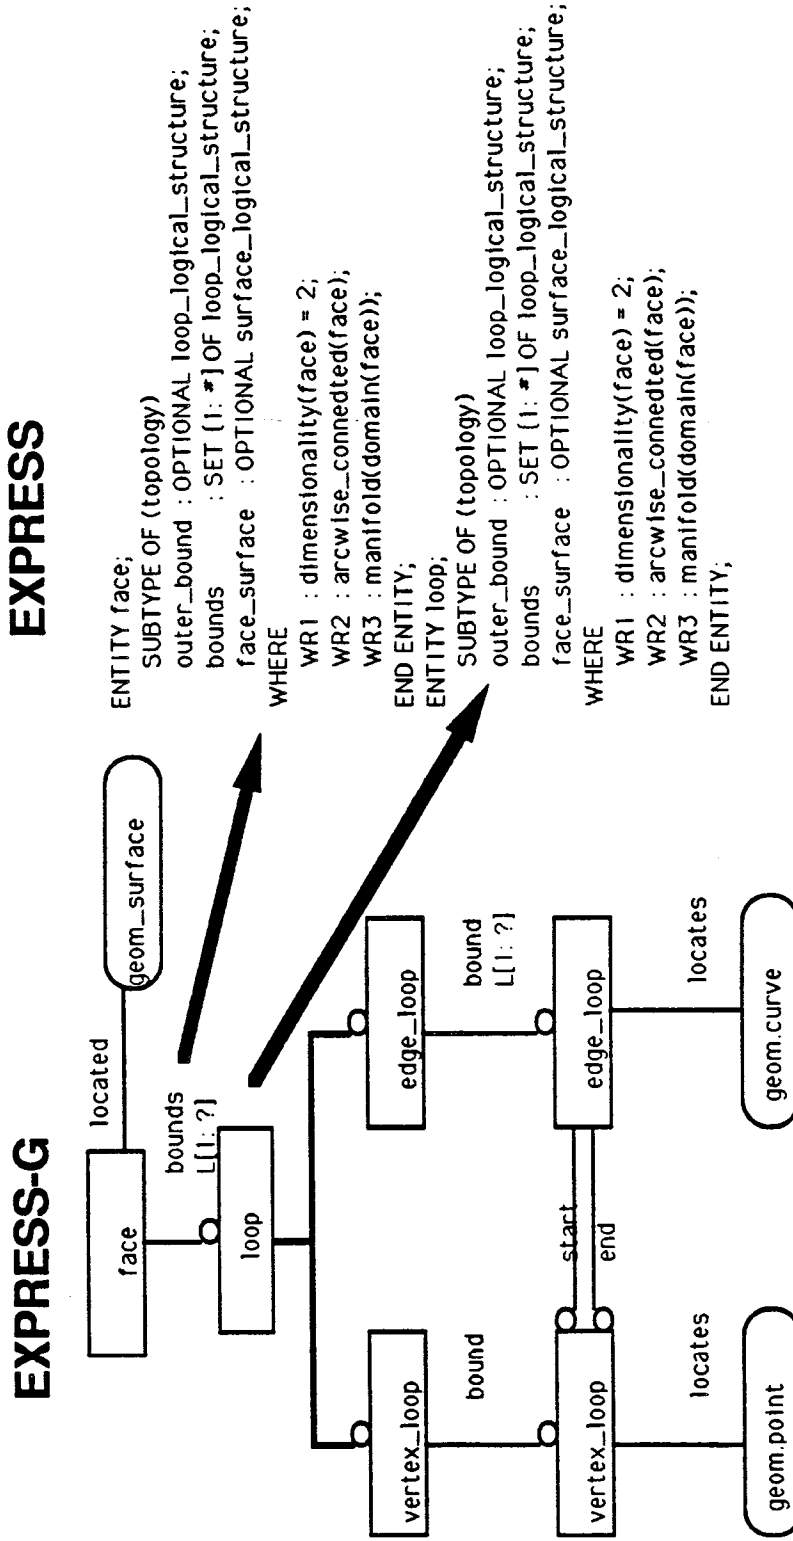 EXPRESS-G
face
located
geom_surface
bounds
L[1: ?]
loop
vertex_loop
edge_loop
bound
bound
L[1: ?]
vertex_loop
start
end
edge_loop
locates
locates
geom.point
geom.curve
EXPRESS
ENTITY face;
SUBTYPE OF (topology)
outer_bound : OPTIONAL loop_logical_structure;
bounds : SET [1: *] OF loop_logical_structure;
face_surface : OPTIONAL surface_logical_structure;
WHERE
WR1 : dimensionality(face) = 2;
WR2 : arcwise_connedted(face);
WR3 : manifold(domain(face));
END ENTITY;
ENTITY loop;
SUBTYPE OF (topology)
outer_bound : OPTIONAL loop_logical_structure;
bounds : SET [1: *] OF loop_logical_structure;
face_surface : OPTIONAL surface_logical_structure;
WHERE
WR1 : dimensionality(face) = 2;
WR2 : arcwise_connedted(face);
WR3 : manifold(domain(face));
END ENTITY;